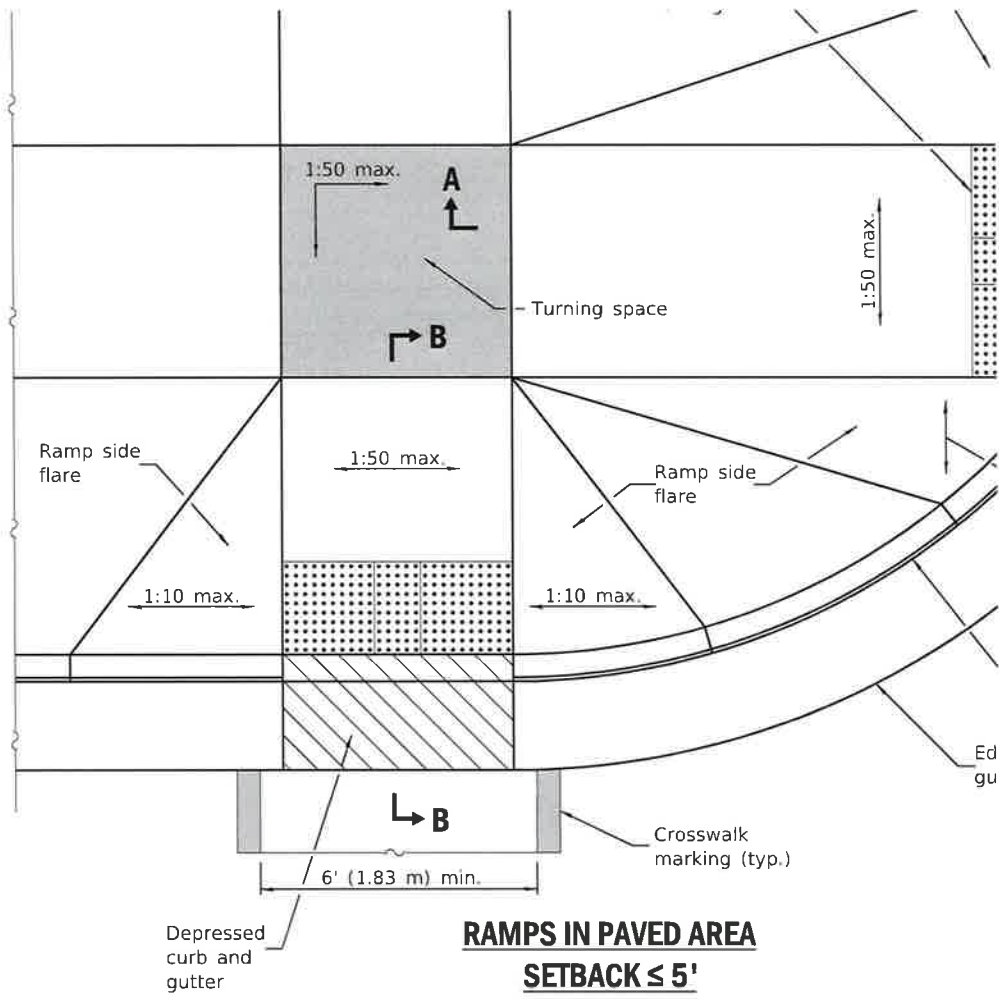 1:50 max.
A
1:50 max.
Turning space
B
Ramp side
flare
1:50 max.
Ramp side
flare
1:10 max.
1:10 max.
Ed
gu
B
Crosswalk
marking (typ.)
6' (1.83 m) min.
Depressed
curb and
gutter
RAMPS IN PAVED AREA
SETBACK ≤ 5'